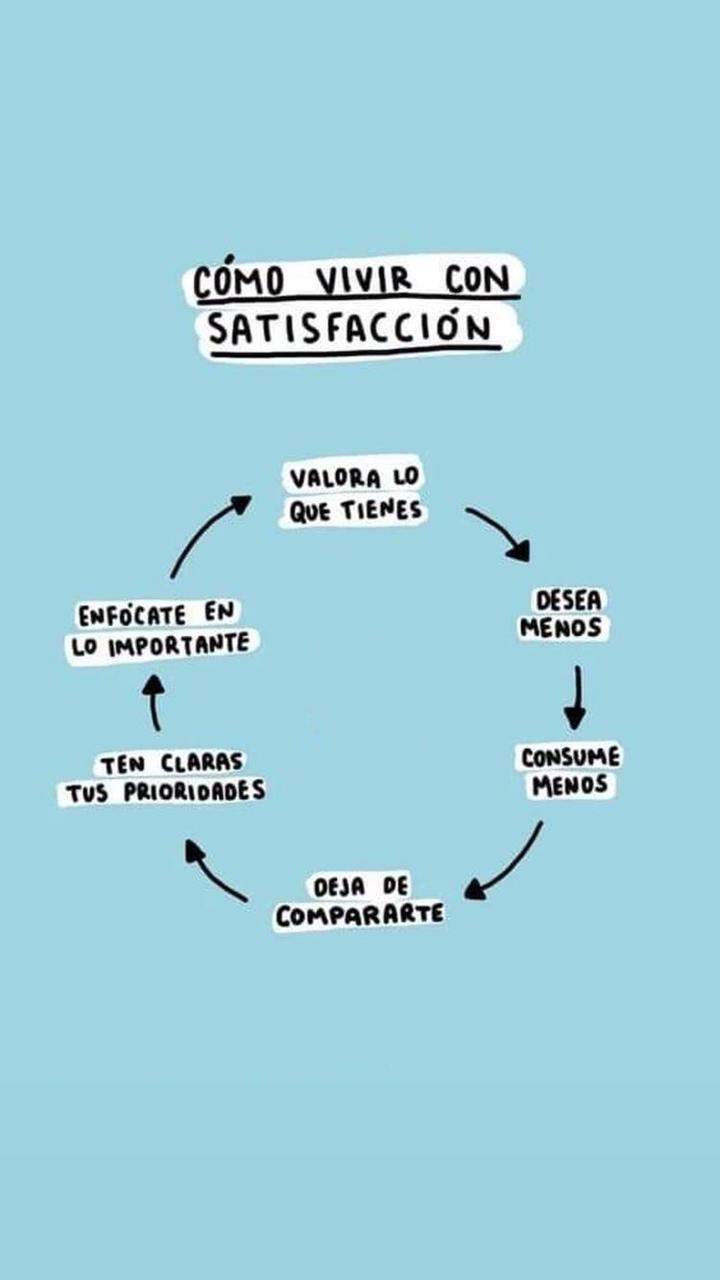 CÓMO VIVIR CON
SATISFACCIÓN
VALORA LO
QUE TIENES
DESEA
MENOS
CONSUME
MENOS
DEJA DE
COMPARARTE
TEN CLARAS
TUS PRIORIDADES
ENFÓCATE EN
LO IMPORTANTE